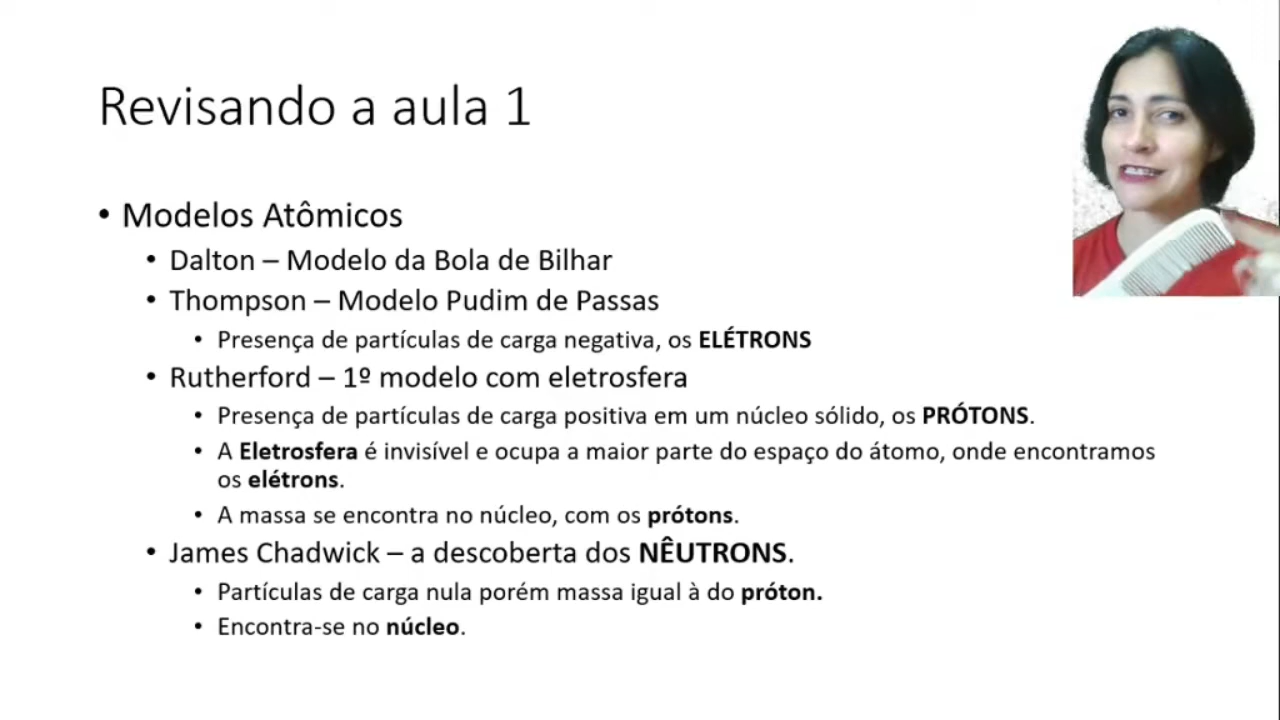 Revisando a aula 1
• Modelos Atômicos
• Dalton – Modelo da Bola de Bilhar
• Thompson – Modelo Pudim de Passas
• Presença de partículas de carga negativa, os ELÉTRONS
• Rutherford – 1º modelo com eletrosfera
• Presença de partículas de carga positiva em um núcleo sólido, os PRÓTONS.
• A Eletrosfera é invisível e ocupa a maior parte do espaço do átomo, onde encontramos
os elétrons.
• A massa se encontra no núcleo, com os prótons.
• James Chadwick – a descoberta dos NÊUTRONS.
• Partículas de carga nula porém massa igual à do próton.
• Encontra-se no núcleo.